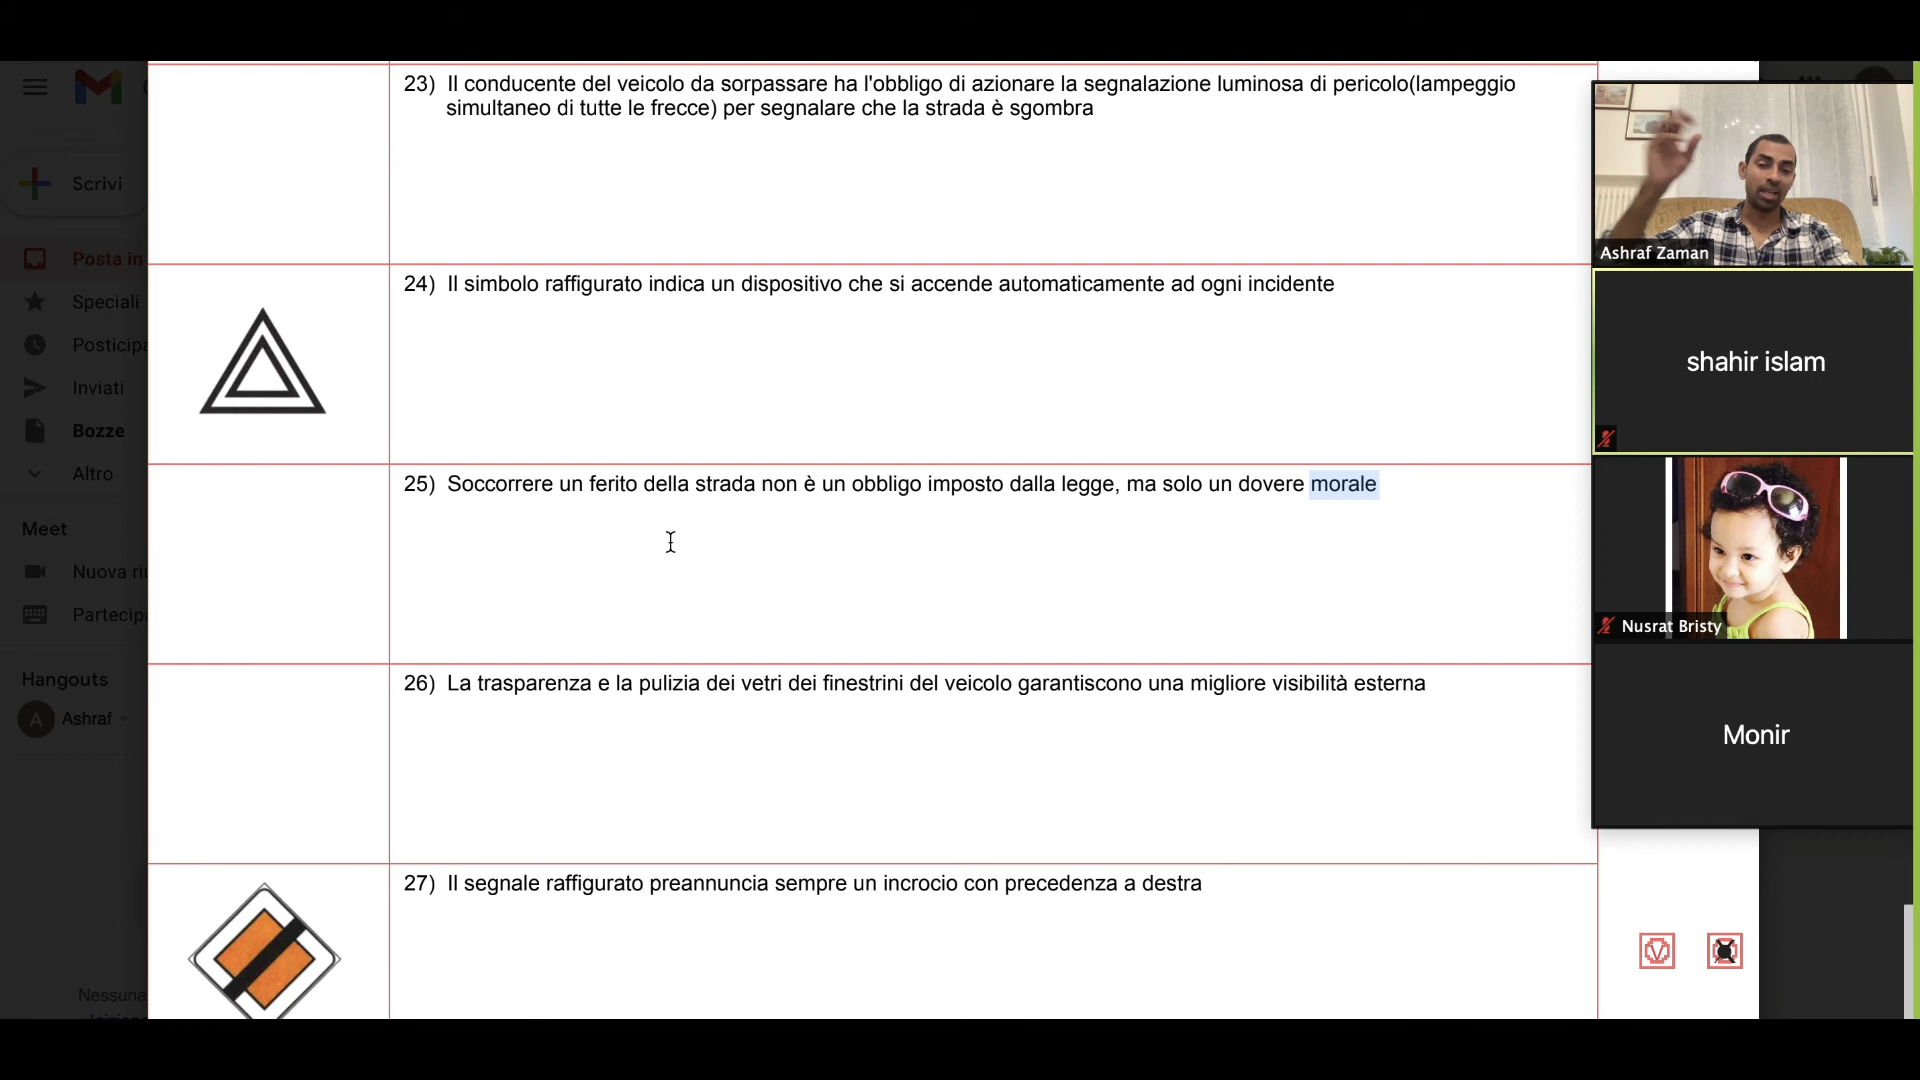 23) Il conducente del veicolo da sorpassare ha l'obbligo di azionare la segnalazione luminosa di pericolo(lampeggio
simultaneo di tutte le frecce) per segnalare che la strada è sgombra
24) Il simbolo raffigurato indica un dispositivo che si accende automaticamente ad ogni incidente
25) Soccorrere un ferito della strada non è un obbligo imposto dalla legge, ma solo un dovere morale
26) La trasparenza e la pulizia dei vetri dei finestrini del veicolo garantiscono una migliore visibilità esterna
27) Il segnale raffigurato preannuncia sempre un incrocio con precedenza a destra
V
Scrivi
Posta in
Speciali
Posticipa
Inviati
Bozze
Altro
Meet
Nuova riu
Partecipa
Hangouts
A Ashraf
Nessuna
Ashraf Zaman
shahir islam
Nusrat Bristy
Monir